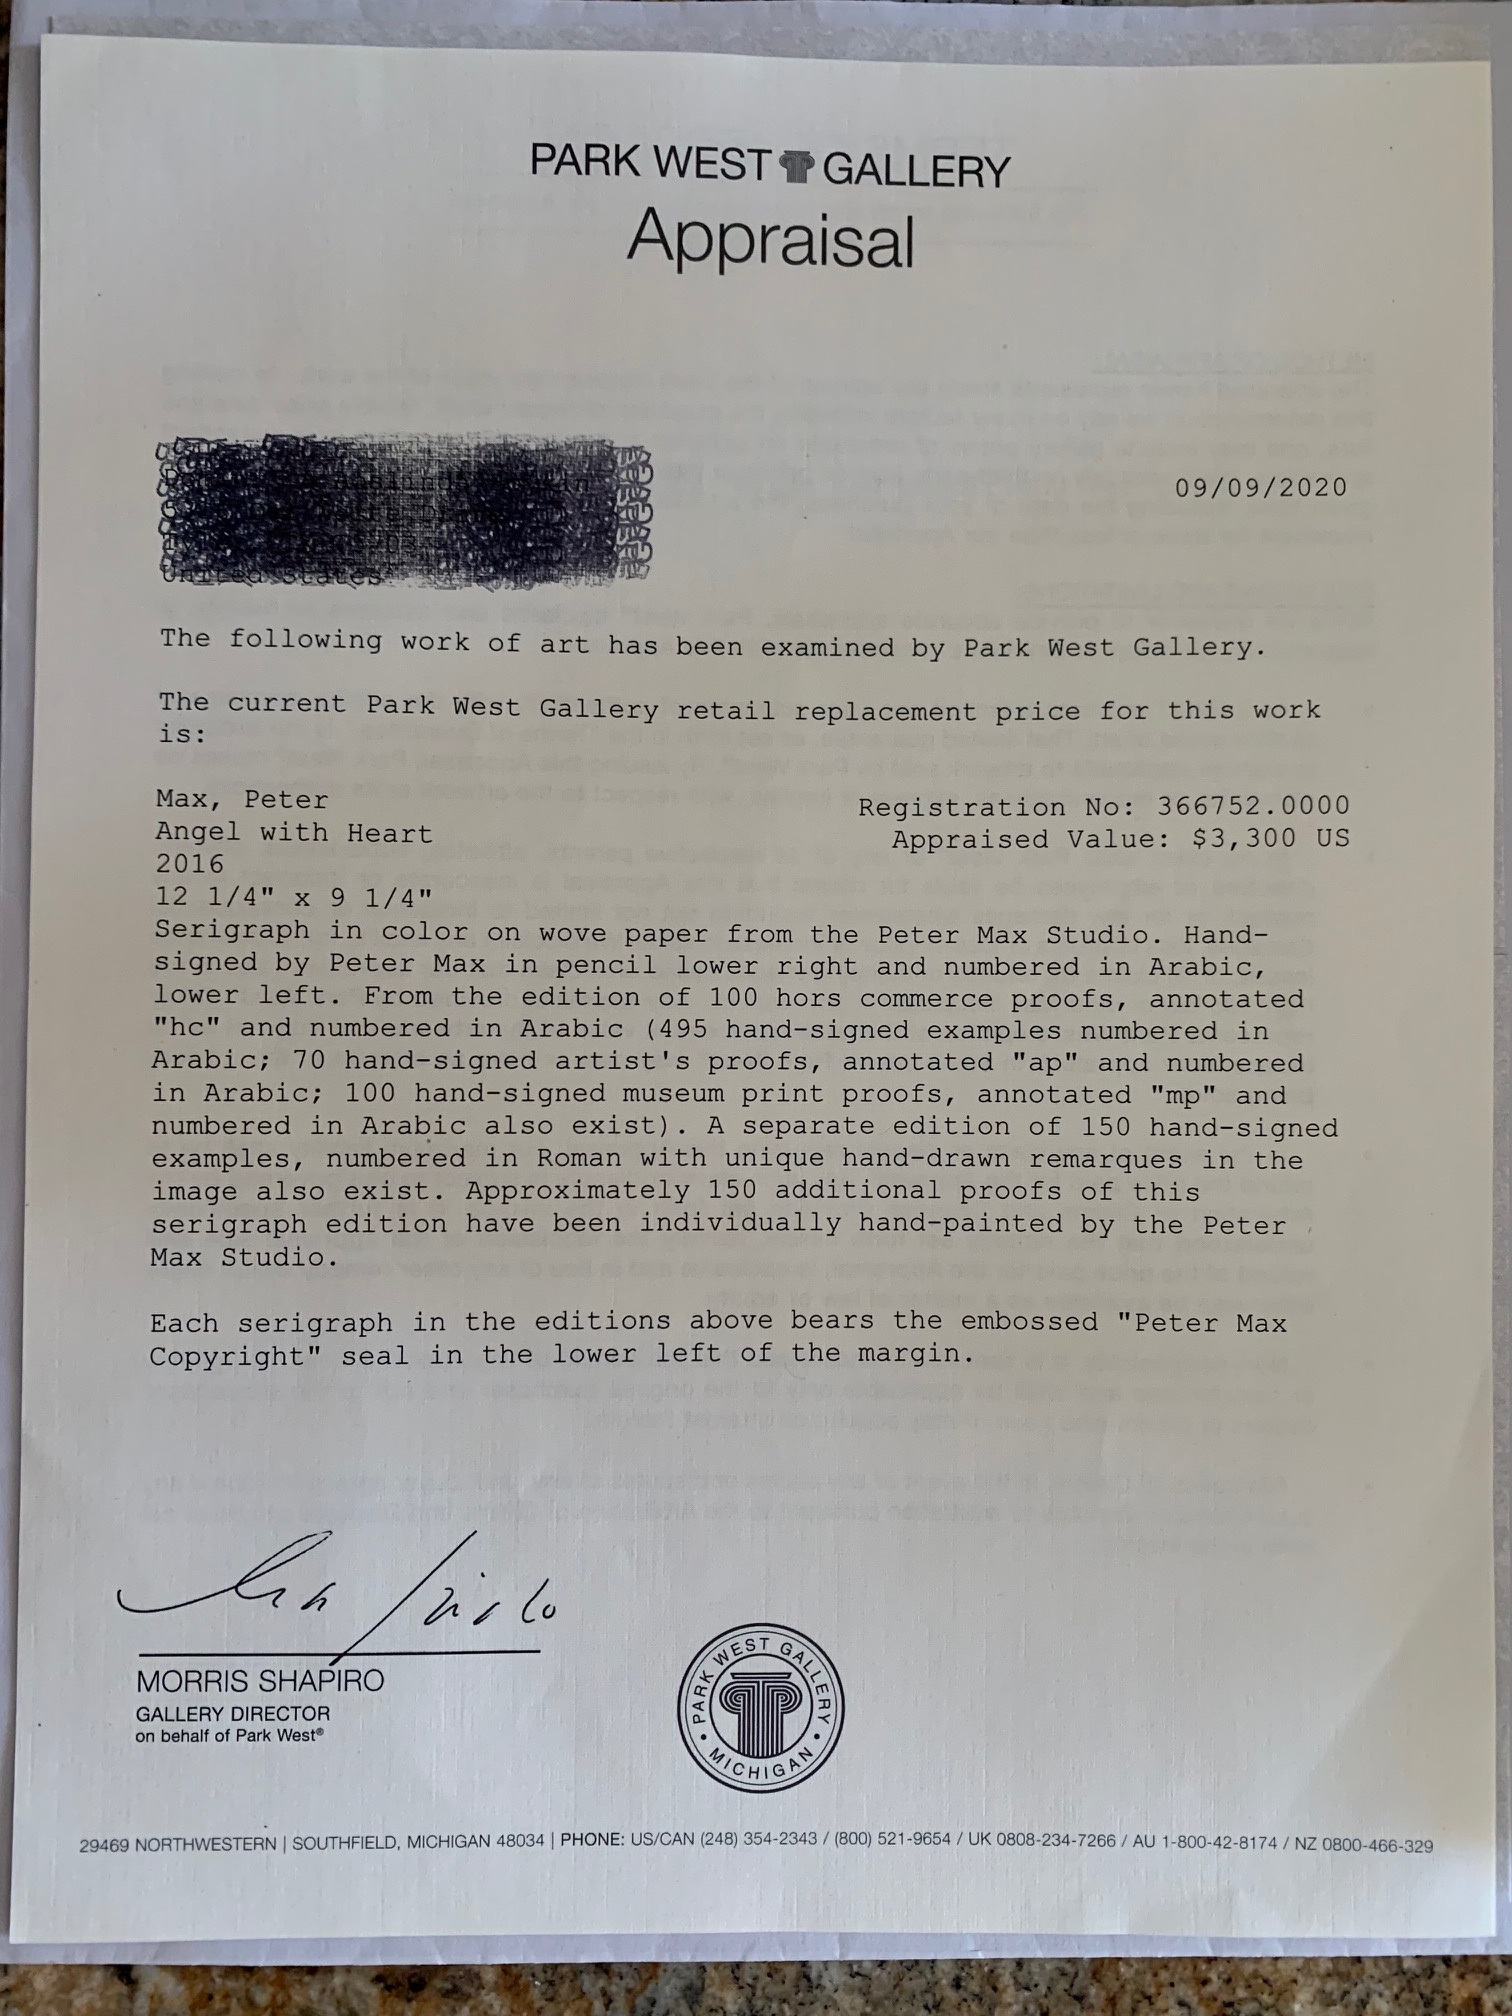 PARK WEST GALLERY
Appraisal
09/09/2020
United States
The following work of art has been examined by Park West Gallery.
The current Park West Gallery retail replacement price for this work
is:
Max, Peter
Registration No: 366752.0000
Angel with Heart
Appraised Value: $3,300 US
2016
12 1/4" x 9 1/4"
Serigraph in color on wove paper from the Peter Max Studio. Hand-
signed by Peter Max in pencil lower right and numbered in Arabic,
lower left. From the edition of 100 hors commerce proofs, annotated
"hc" and numbered in Arabic (495 hand-signed examples numbered in
Arabic; 70 hand-signed artist's proofs, annotated "ap" and numbered
in Arabic; 100 hand-signed museum print proofs, annotated "mp" and
numbered in Arabic also exist). A separate edition of 150 hand-signed
examples, numbered in Roman with unique hand-drawn remarques in the
image also exist. Approximately 150 additional proofs of this
serigraph edition have been individually hand-painted by the Peter
Max Studio.
Each serigraph in the editions above bears the embossed "Peter Max
Copyright" seal in the lower left of the margin.
MORRIS SHAPIRO
GALLERY DIRECTOR
on behalf of Park West®
PARK WEST GALLERY • MICHIGAN •
29469 NORTHWESTERN | SOUTHFIELD, MICHIGAN 48034 | PHONE: US/CAN (248) 354-2343 / (800) 521-9654 / UK 0808-234-7266 / AU 1-800-42-8174 / NZ 0800-466-329